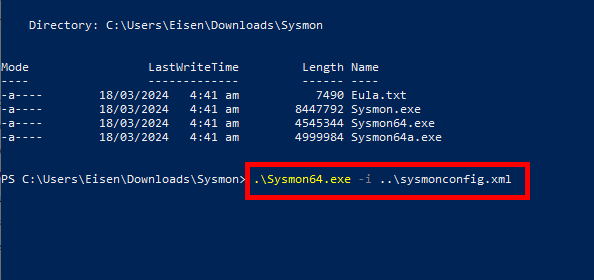 Directory: C:\Users\Eisen\Downloads\Sysmon
Mode LastWriteTime Length Name
---- ------------- ------ ----
-a---- 18/03/2024 4:41 am 7490 Eula.txt
-a---- 18/03/2024 4:41 am 8447792 Sysmon.exe
-a---- 18/03/2024 4:41 am 4545344 Sysmon64.exe
-a---- 18/03/2024 4:41 am 4999984 Sysmon64a.exe
PS C:\Users\Eisen\Downloads\Sysmon> .\Sysmon64.exe -i ..\sysmonconfig.xml